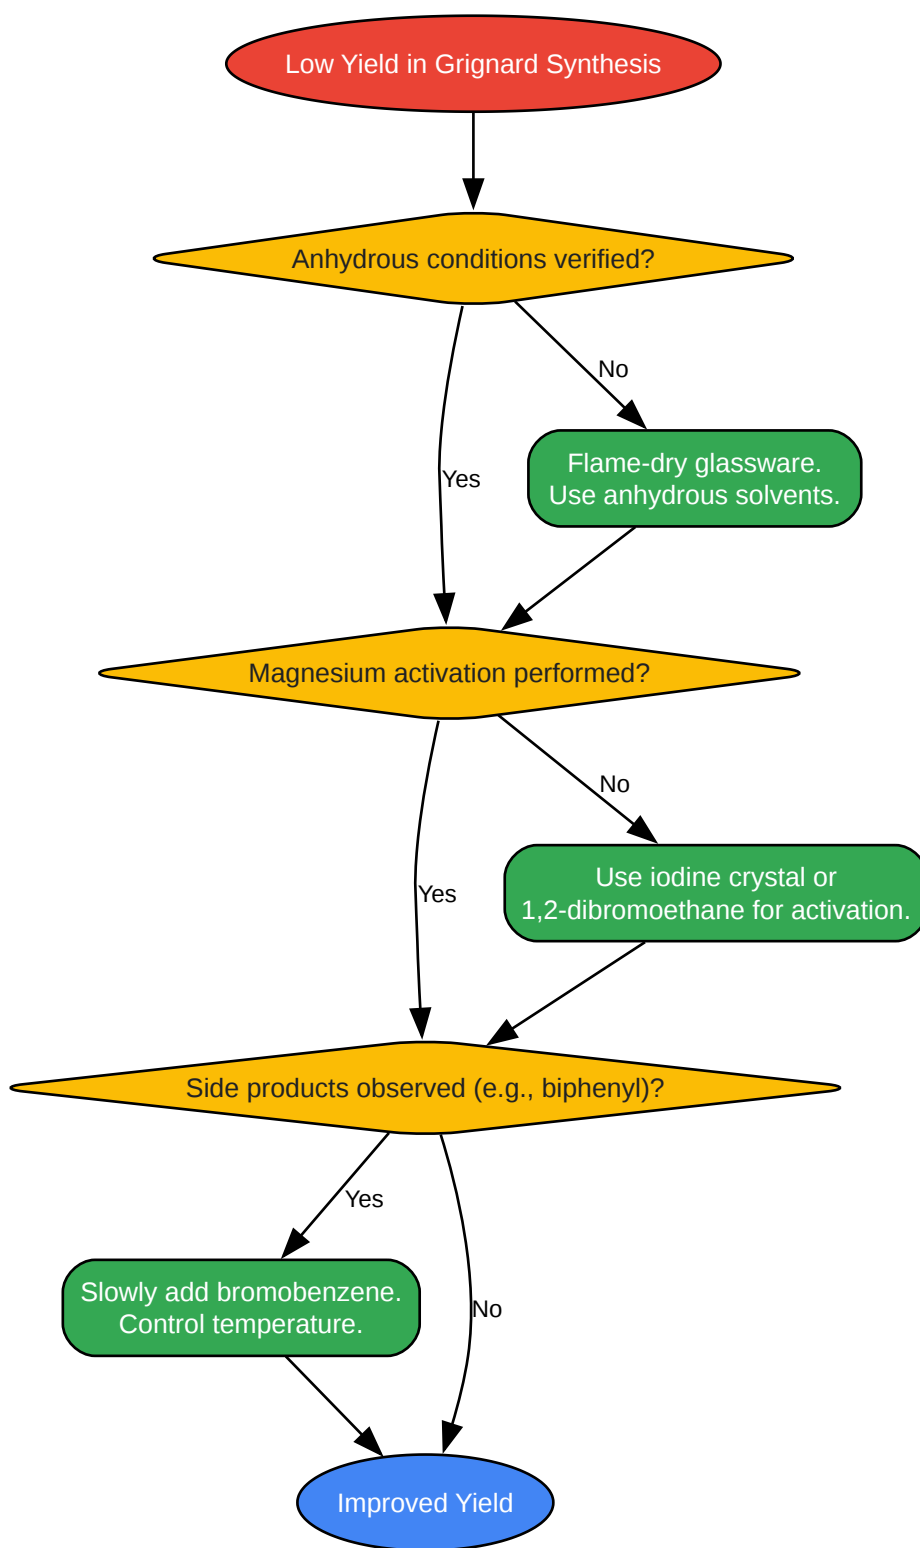 Low Yield in Grignard Synthesis
Anhydrous conditions verified?
No
Flame-dry glassware.
Use anhydrous solvents.
Yes
Magnesium activation performed?
No
Use iodine crystal or
1,2-dibromoethane for activation.
Yes
Side products observed (e.g., biphenyl)?
Yes
Slowly add bromobenzene.
Control temperature.
No
Improved Yield